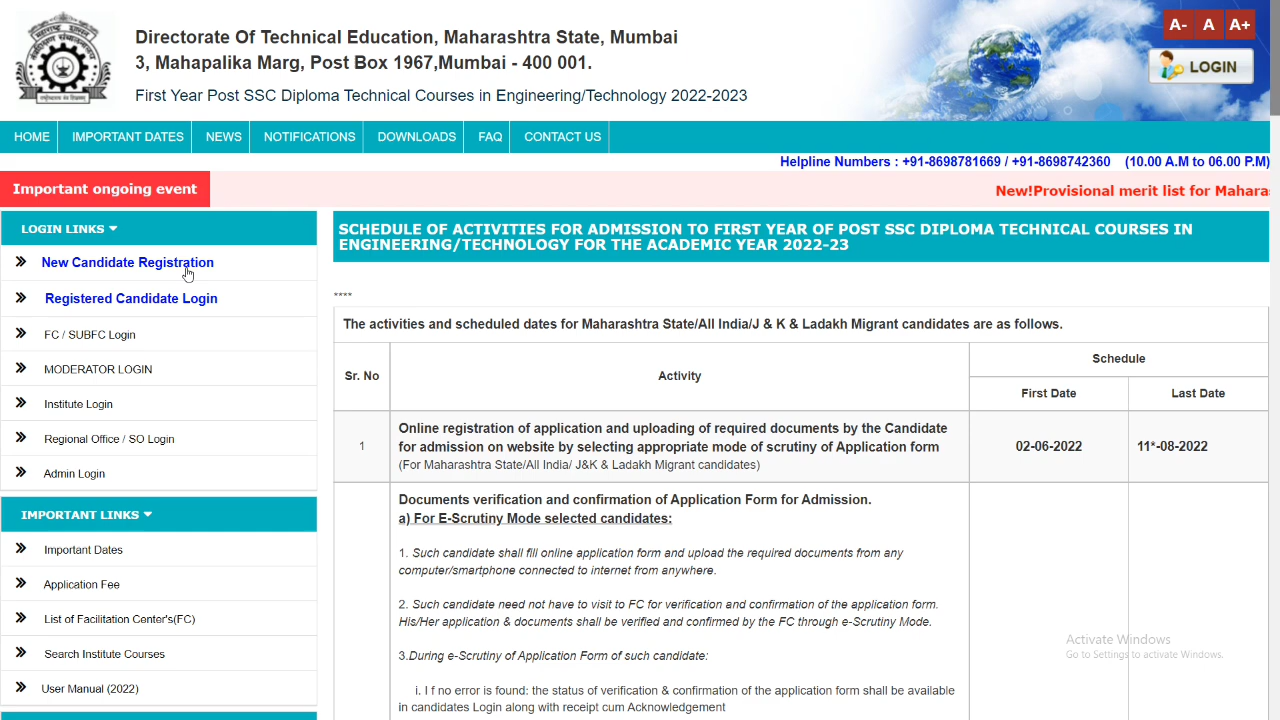 Directorate Of Technical Education, Maharashtra State, Mumbai
3, Mahapalika Marg, Post Box 1967,Mumbai - 400 001.
First Year Post SSC Diploma Technical Courses in Engineering/Technology 2022-2023
A- A A+
LOGIN
HOME IMPORTANT DATES NEWS NOTIFICATIONS DOWNLOADS FAQ CONTACT US
Helpline Numbers : +91-8698781669 / +91-8698742360 (10.00 A.M to 06.00 P.M)
Important ongoing event
New!Provisional merit list for Mahara
LOGIN LINKS
New Candidate Registration
Registered Candidate Login
FC / SUBFC Login
MODERATOR LOGIN
Institute Login
Regional Office / SO Login
Admin Login
IMPORTANT LINKS
Important Dates
Application Fee
List of Facilitation Center's(FC)
Search Institute Courses
User Manual (2022)
SCHEDULE OF ACTIVITIES FOR ADMISSION TO FIRST YEAR OF POST SSC DIPLOMA TECHNICAL COURSES IN
ENGINEERING/TECHNOLOGY FOR THE ACADEMIC YEAR 2022-23
****
The activities and scheduled dates for Maharashtra State/All India/J & K & Ladakh Migrant candidates are as follows.
Sr. No Activity Schedule
First Date Last Date
1 Online registration of application and uploading of required documents by the Candidate
for admission on website by selecting appropriate mode of scrutiny of Application form 02-06-2022 11*-08-2022
(For Maharashtra State/All India/ J&K & Ladakh Migrant candidates)
Documents verification and confirmation of Application Form for Admission.
a) For E-Scrutiny Mode selected candidates:
1. Such candidate shall fill online application form and upload the required documents from any
computer/smartphone connected to internet from anywhere.
2. Such candidate need not have to visit to FC for verification and confirmation of the application form.
His/Her application & documents shall be verified and confirmed by the FC through e-Scrutiny Mode.
3.During e-Scrutiny of Application Form of such candidate:
i. I f no error is found: the status of verification & confirmation of the application form shall be available
in candidates Login along with receipt cum Acknowledgement
Activate Windows
Go to Settings to activate Windows.